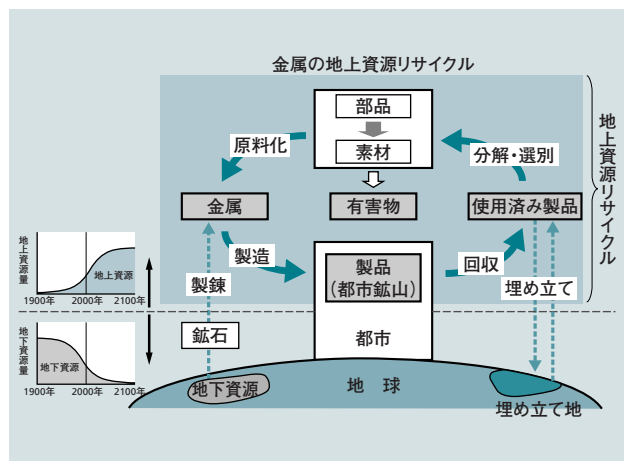 金属の地上資源リサイクル
部品
素材
原料化
分解・選別
地上資源リサイクル
金属
有害物
使用済み製品
製造
製品
(都市鉱山)
回収
製錬
埋め立て
地上資源量
地上資源
1900年 2000年 2100年
鉱石
都市
地下資源量
地下資源
1900年 2000年 2100年
地下資源
地 球
埋め立て地